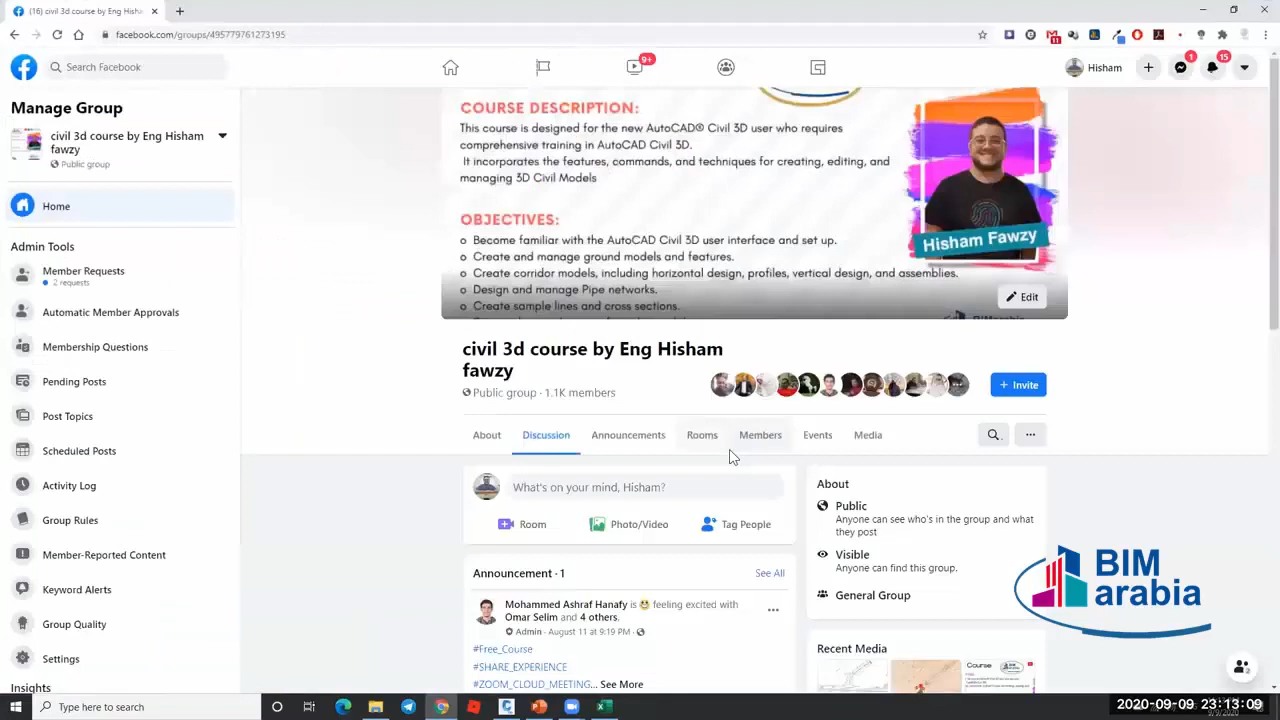 (16) civil 3d course by Eng Hisha
facebook.com/groups/495779761273195
11
Search Facebook
9+
Hisham
1
15
Manage Group
civil 3d course by Eng Hisham
fawzy
Public group
Home
Admin Tools
Member Requests
2 requests
Automatic Member Approvals
Membership Questions
Pending Posts
Post Topics
Scheduled Posts
Activity Log
Group Rules
Member-Reported Content
Keyword Alerts
Group Quality
Settings
Insights
COURSE DESCRIPTION:
This course is designed for the new AutoCAD® Civil 3D user who requires
comprehensive training in AutoCAD Civil 3D.
It incorporates the features, commands, and techniques for creating, editing, and
managing 3D Civil Models
OBJECTIVES:
o Become familiar with the AutoCAD Civil 3D user interface and set up.
o Create and manage ground models and features.
o Create corridor models, including horizontal design, profiles, vertical design, and assemblies.
o Design and manage Pipe networks.
o Create sample lines and cross sections.
Hisham Fawzy
Edit
civil 3d course by Eng Hisham
fawzy
Public group · 1.1K members
+ Invite
About
Discussion
Announcements
Rooms
Members
Events
Media
What's on your mind, Hisham?
Room
Photo/Video
Tag People
Announcement · 1
See All
Mohammed Ashraf Hanafy is feeling excited with
Omar Selim and 4 others.
Admin · August 11 at 9:19 PM ·
#Free_Course
#SHARE_EXPERIENCE
#ZOOM_CLOUD_MEETING... See More
About
Public
Anyone can see who's in the group and what
they post
Visible
Anyone can find this group.
General Group
Recent Media
Course
BIM
arabia
Type here to search
2020-09-09 23:13:09
9/9/2020